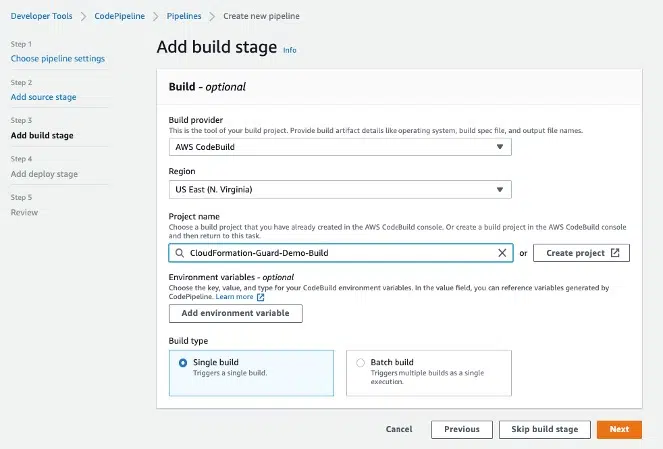 Developer Tools > CodePipeline > Pipelines > Create new pipeline
Step 1
Choose pipeline settings
Step 2
Add source stage
Step 3
Add build stage
Step 4
Add deploy stage
Step 5
Review
Add build stage Info
Build - optional
Build provider
This is the tool of your build project. Provide build artifact details like operating system, build spec file, and output file names.
AWS CodeBuild
Region
US East (N. Virginia)
Project name
Choose a build project that you have already created in the AWS CodeBuild console. Or create a build project in the AWS CodeBuild console
and then return to this task.
CloudFormation-Guard-Demo-Build
or
Create project
Environment variables - optional
Choose the key, value, and type for your CodeBuild environment variables. In the value field, you can reference variables generated by
CodePipeline. Learn more
Add environment variable
Build type
Single build
Triggers a single build.
Batch build
Triggers multiple builds as a single
execution.
Cancel
Previous
Skip build stage
Next